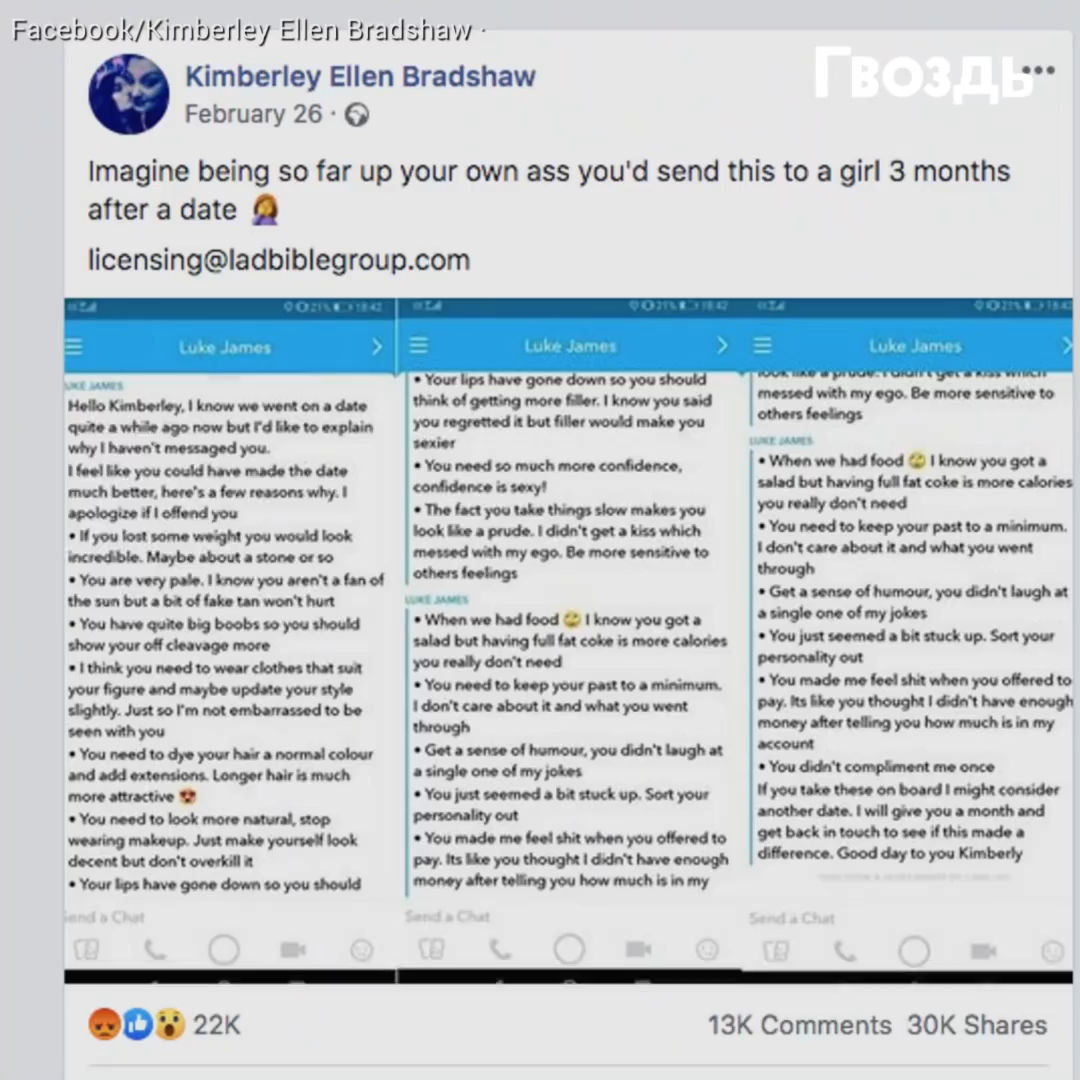 Facebook/Kimberley Ellen Bradshaw ·
Гвоздь
Kimberley Ellen Bradshaw
February 26 ·
Imagine being so far up your own ass you'd send this to a girl 3 months
after a date 🤦‍♀️
licensing@ladbiblegroup.com
21% 18:42
Luke James
UKE JAMES
Hello Kimberley, I know we went on a date
quite a while ago now but I'd like to explain
why I haven't messaged you.
I feel like you could have made the date
much better, here's a few reasons why. I
apologize if I offend you
• If you lost some weight you would look
incredible. Maybe about a stone or so
• You are very pale. I know you aren't a fan of
the sun but a bit of fake tan won't hurt
• You have quite big boobs so you should
show your off cleavage more
• I think you need to wear clothes that suit
your figure and maybe update your style
slightly. Just so I'm not embarrassed to be
seen with you
• You need to dye your hair a normal colour
and add extensions. Longer hair is much
more attractive 😍
• You need to look more natural, stop
wearing makeup. Just make yourself look
decent but don't overkill it
• Your lips have gone down so you should
Send a Chat
21% 18:42
Luke James
• Your lips have gone down so you should
think of getting more filler. I know you said
you regretted it but filler would make you
sexier
• You need so much more confidence,
confidence is sexy!
• The fact you take things slow makes you
look like a prude. I didn't get a kiss which
messed with my ego. Be more sensitive to
others feelings
LUKE JAMES
• When we had food 🙄 I know you got a
salad but having full fat coke is more calories
you really don't need
• You need to keep your past to a minimum.
I don't care about it and what you went
through
• Get a sense of humour, you didn't laugh at
a single one of my jokes
• You just seemed a bit stuck up. Sort your
personality out
• You made me feel shit when you offered to
pay. Its like you thought I didn't have enough
money after telling you how much is in my
Send a Chat
21% 18:42
Luke James
look like a prude. I didn't get a kiss which
messed with my ego. Be more sensitive to
others feelings
LUKE JAMES
• When we had food 🙄 I know you got a
salad but having full fat coke is more calories
you really don't need
• You need to keep your past to a minimum.
I don't care about it and what you went
through
• Get a sense of humour, you didn't laugh at
a single one of my jokes
• You just seemed a bit stuck up. Sort your
personality out
• You made me feel shit when you offered to
pay. Its like you thought I didn't have enough
money after telling you how much is in my
account
• You didn't compliment me once
If you take these on board I might consider
another date. I will give you a month and
get back in touch to see if this made a
difference. Good day to you Kimberly
Send a Chat
22K
13K Comments 30K Shares